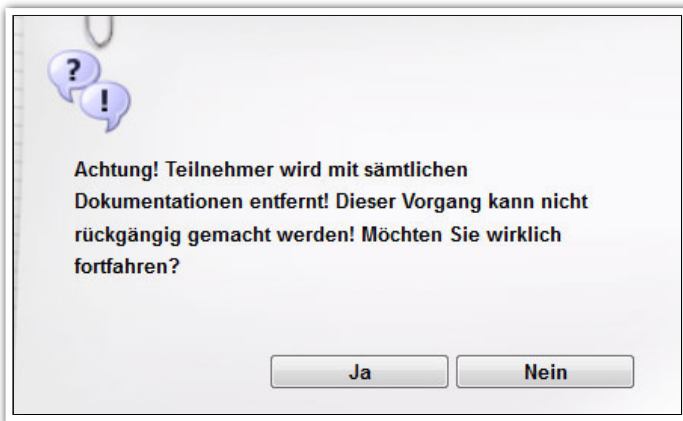 ?
!
Achtung! Teilnehmer wird mit sämtlichen
Dokumentationen entfernt! Dieser Vorgang kann nicht
rückgängig gemacht werden! Möchten Sie wirklich
fortfahren?
Ja Nein